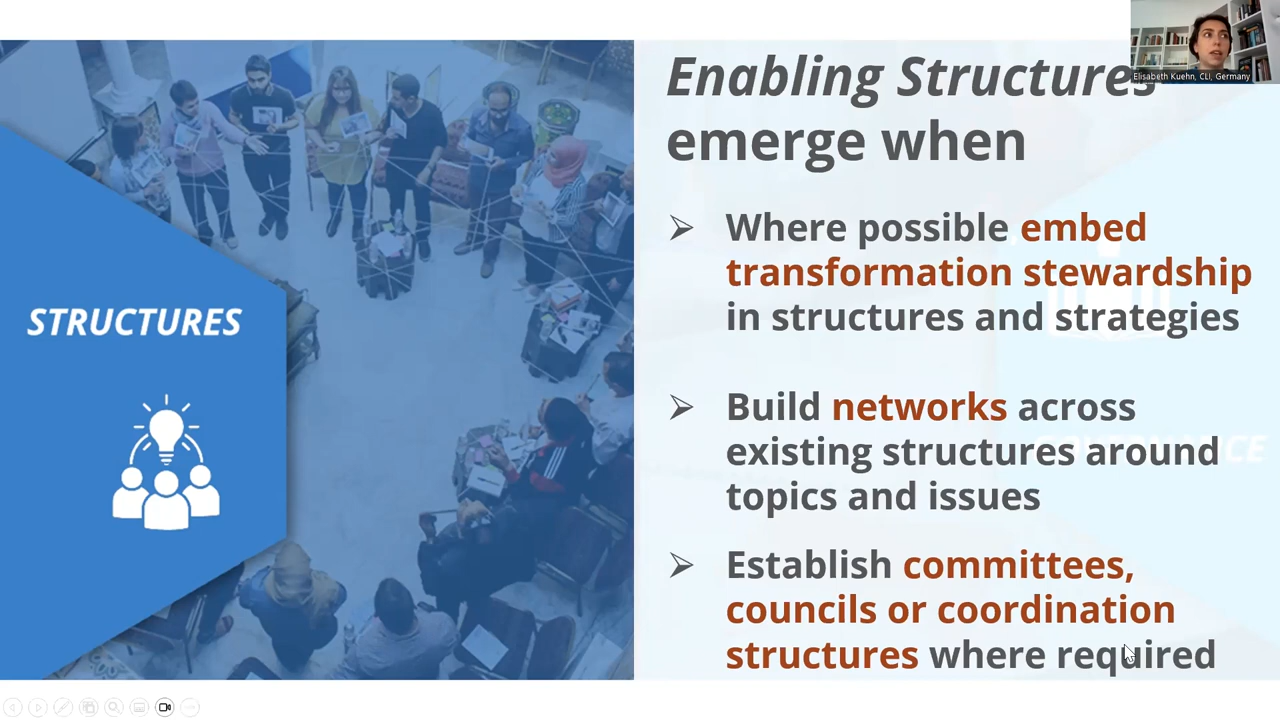 Enabling Structures
emerge when
Elisabeth Kuehn, CLI, Germany
STRUCTURES
➢ Where possible embed
transformation stewardship
in structures and strategies
➢ Build networks across
existing structures around
topics and issues
➢ Establish committees,
councils or coordination
structures where required